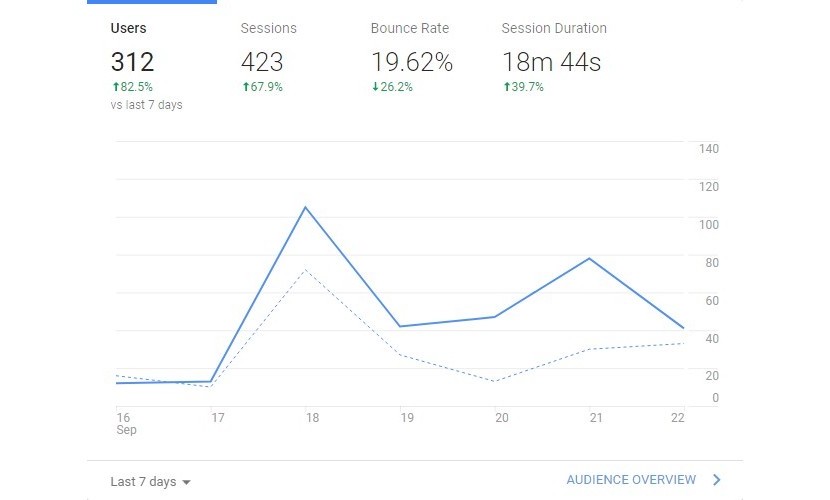 Users Sessions Bounce Rate Session Duration
312 423 19.62% 18m 44s
↑82.5% ↑67.9% ↓26.2% ↑39.7%
vs last 7 days
140
120
100
80
60
40
20
0
16 17 18 19 20 21 22
Sep
Last 7 days AUDIENCE OVERVIEW